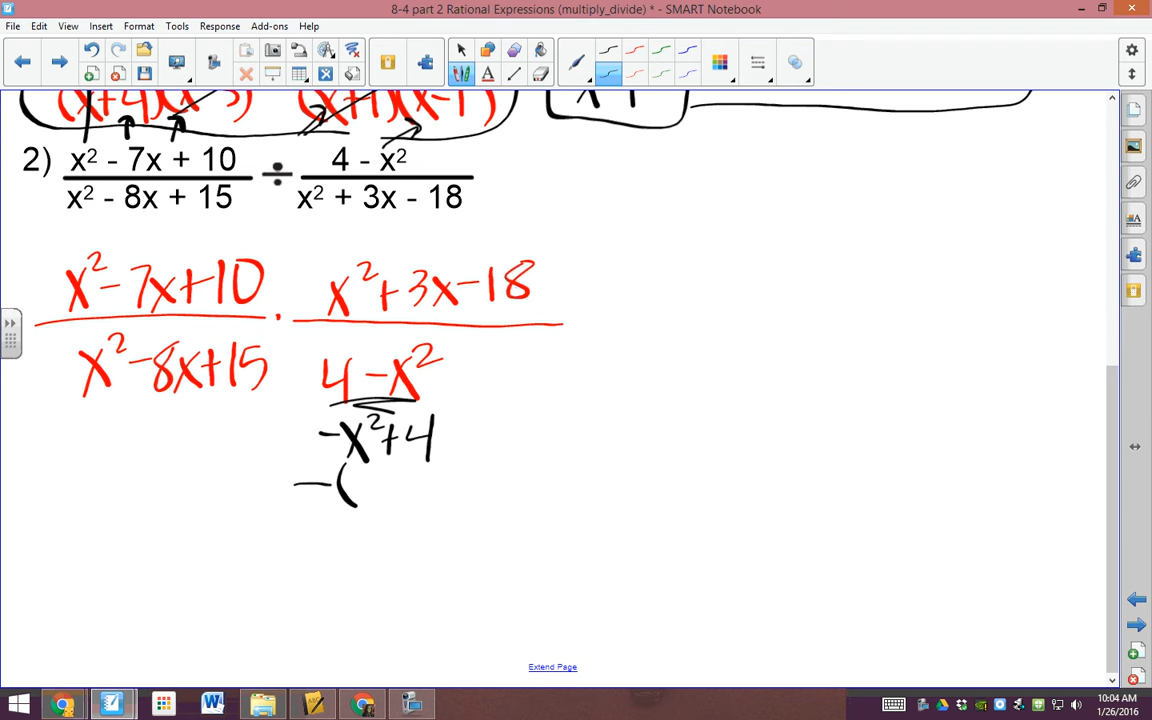 8-4 part 2 Rational Expressions (multiply_divide) * - SMART Notebook
File Edit View Insert Format Tools Response Add-ons Help
2) x² - 7x + 10 ÷ 4 - x²
x² - 8x + 15 x² + 3x - 18
x²-7x+10 · x²+3x-18
x²-8x+15 4-x²
-x²+4
-(
Extend Page
10:04 AM
1/26/2016